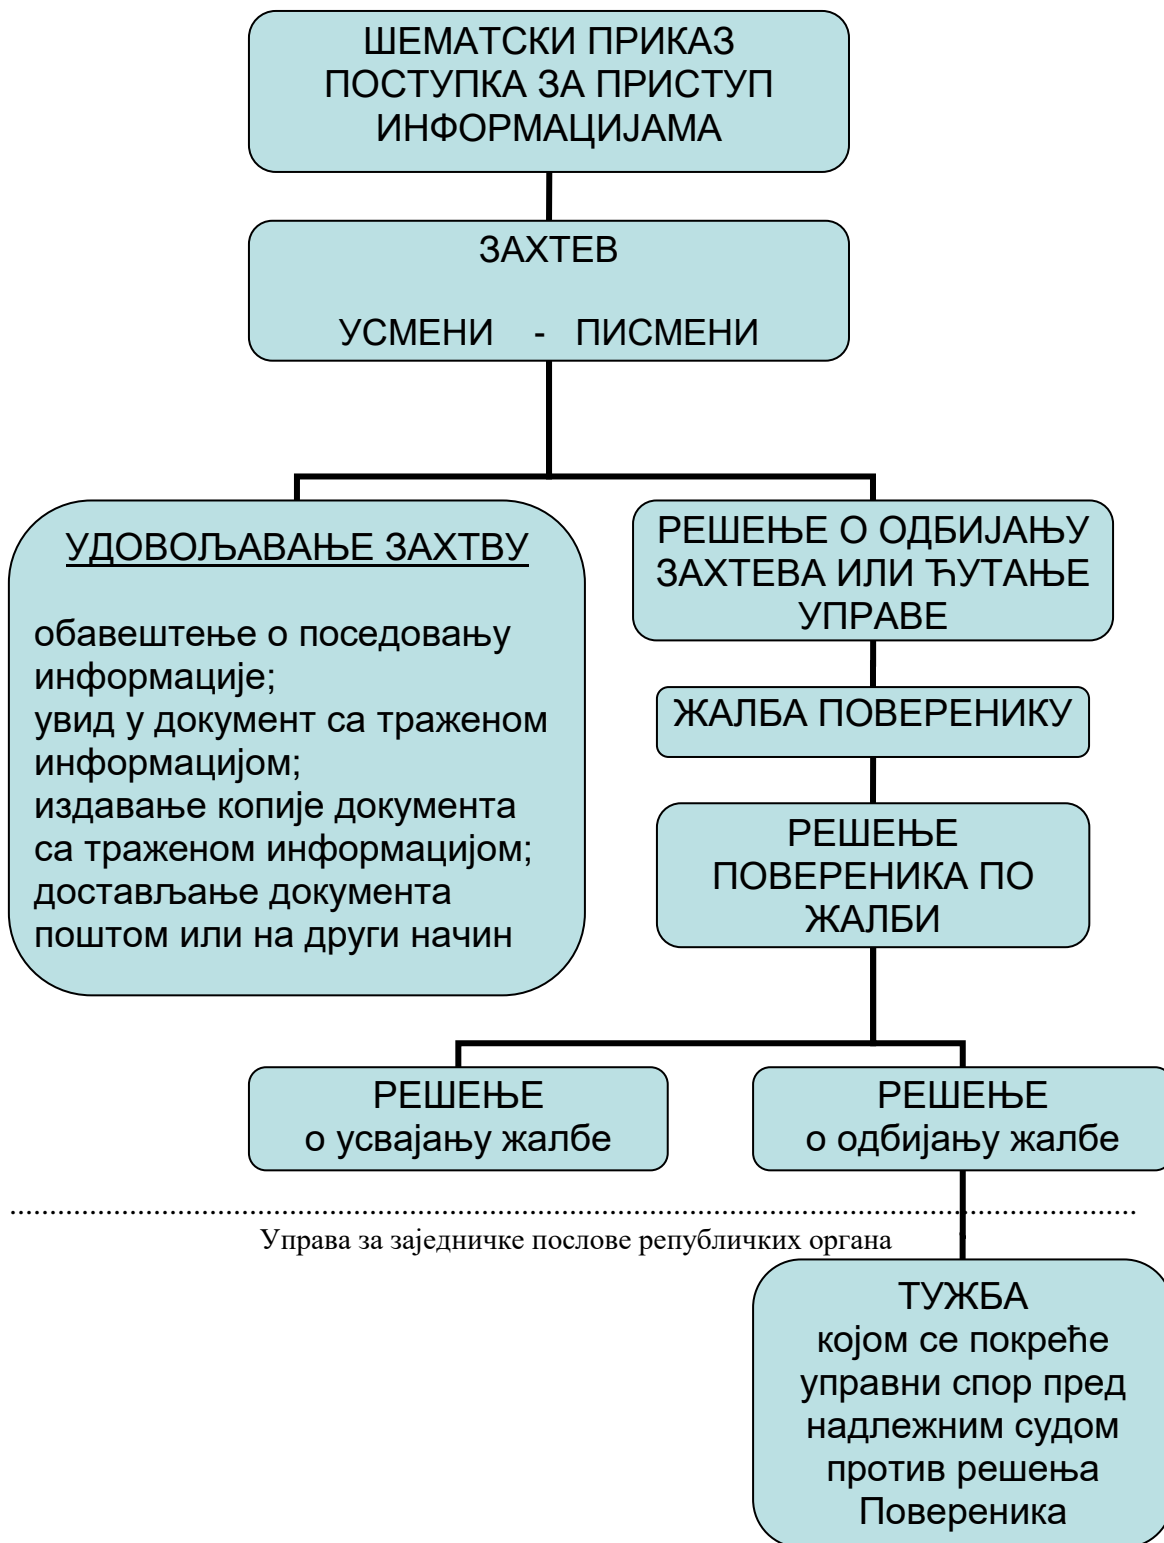 ШЕМАТСКИ ПРИКАЗ
ПОСТУПКА ЗА ПРИСТУП
ИНФОРМАЦИЈАМА
ЗАХТЕВ
УСМЕНИ - ПИСМЕНИ
УДОВОЉАВАЊЕ ЗАХТВУ
обавештење о поседовању
информације;
увид у документ са траженом
информацијом;
издавање копије документа
са траженом информацијом;
достављање документа
поштом или на други начин
РЕШЕЊЕ О ОДБИЈАЊУ
ЗАХТЕВА ИЛИ ЋУТАЊЕ
УПРАВЕ
ЖАЛБА ПОВЕРЕНИКУ
РЕШЕЊЕ
ПОВЕРЕНИКА ПО
ЖАЛБИ
РЕШЕЊЕ
о усвајању жалбе
РЕШЕЊЕ
о одбијању жалбе
Управа за заједничке послове републичких органа
ТУЖБА
којом се покреће
управни спор пред
надлежним судом
против решења
Повереника